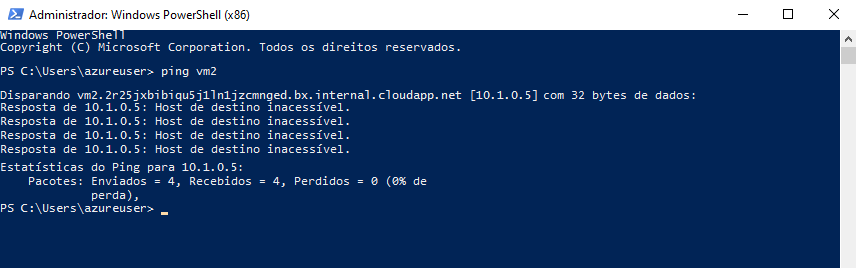 Administrador: Windows PowerShell (x86)
Windows PowerShell
Copyright (C) Microsoft Corporation. Todos os direitos reservados.
PS C:\Users\azureuser> ping vm2
Disparando vm2.2r25jxbibiqu5j1ln1jzcmnged.bx.internal.cloudapp.net [10.1.0.5] com 32 bytes de dados:
Resposta de 10.1.0.5: Host de destino inacessível.
Resposta de 10.1.0.5: Host de destino inacessível.
Resposta de 10.1.0.5: Host de destino inacessível.
Resposta de 10.1.0.5: Host de destino inacessível.
Estatísticas do Ping para 10.1.0.5:
Pacotes: Enviados = 4, Recebidos = 4, Perdidos = 0 (0% de
perda),
PS C:\Users\azureuser> _